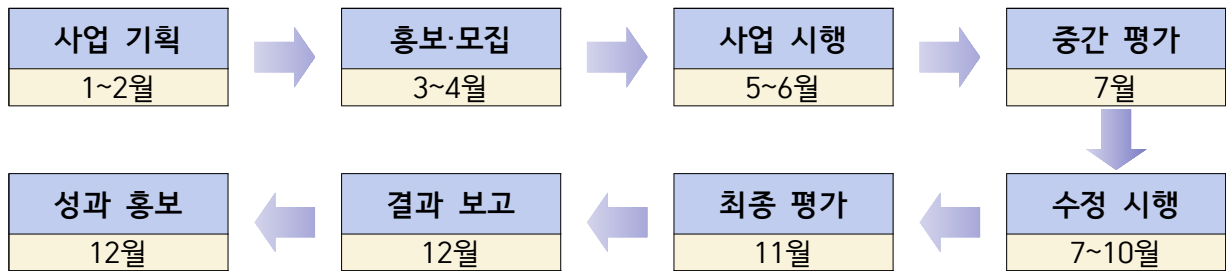 사업 기획
1~2월
홍보·모집
3~4월
사업 시행
5~6월
중간 평가
7월
수정 시행
7~10월
최종 평가
11월
결과 보고
12월
성과 홍보
12월